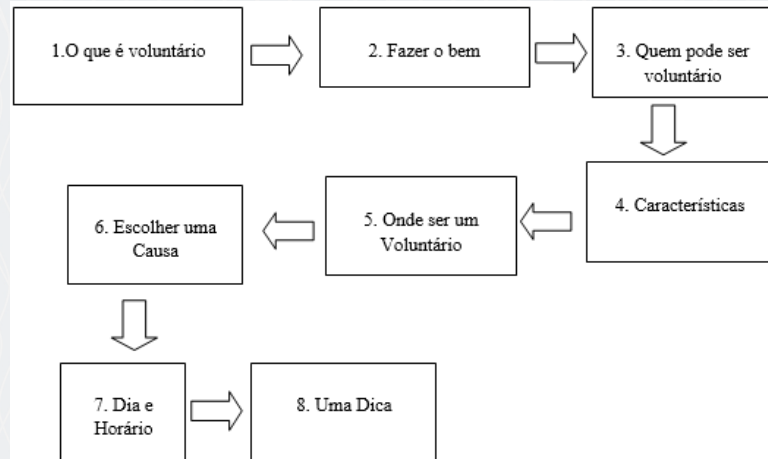 1.O que é voluntário
2. Fazer o bem
3. Quem pode ser
voluntário
4. Características
5. Onde ser um
Voluntário
6. Escolher uma
Causa
7. Dia e
Horário
8. Uma Dica